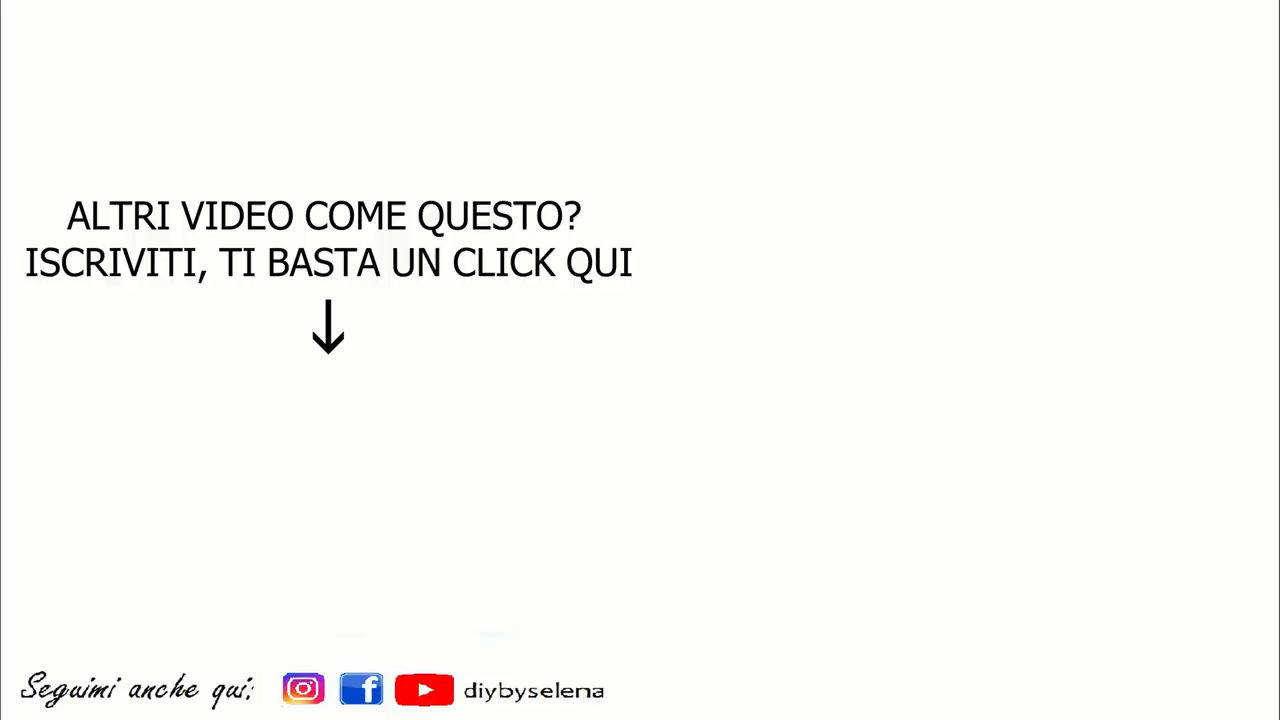 ALTRI VIDEO COME QUESTO?
ISCRIVITI, TI BASTA UN CLICK QUI
↓
Seguimi anche qui: diybyselena